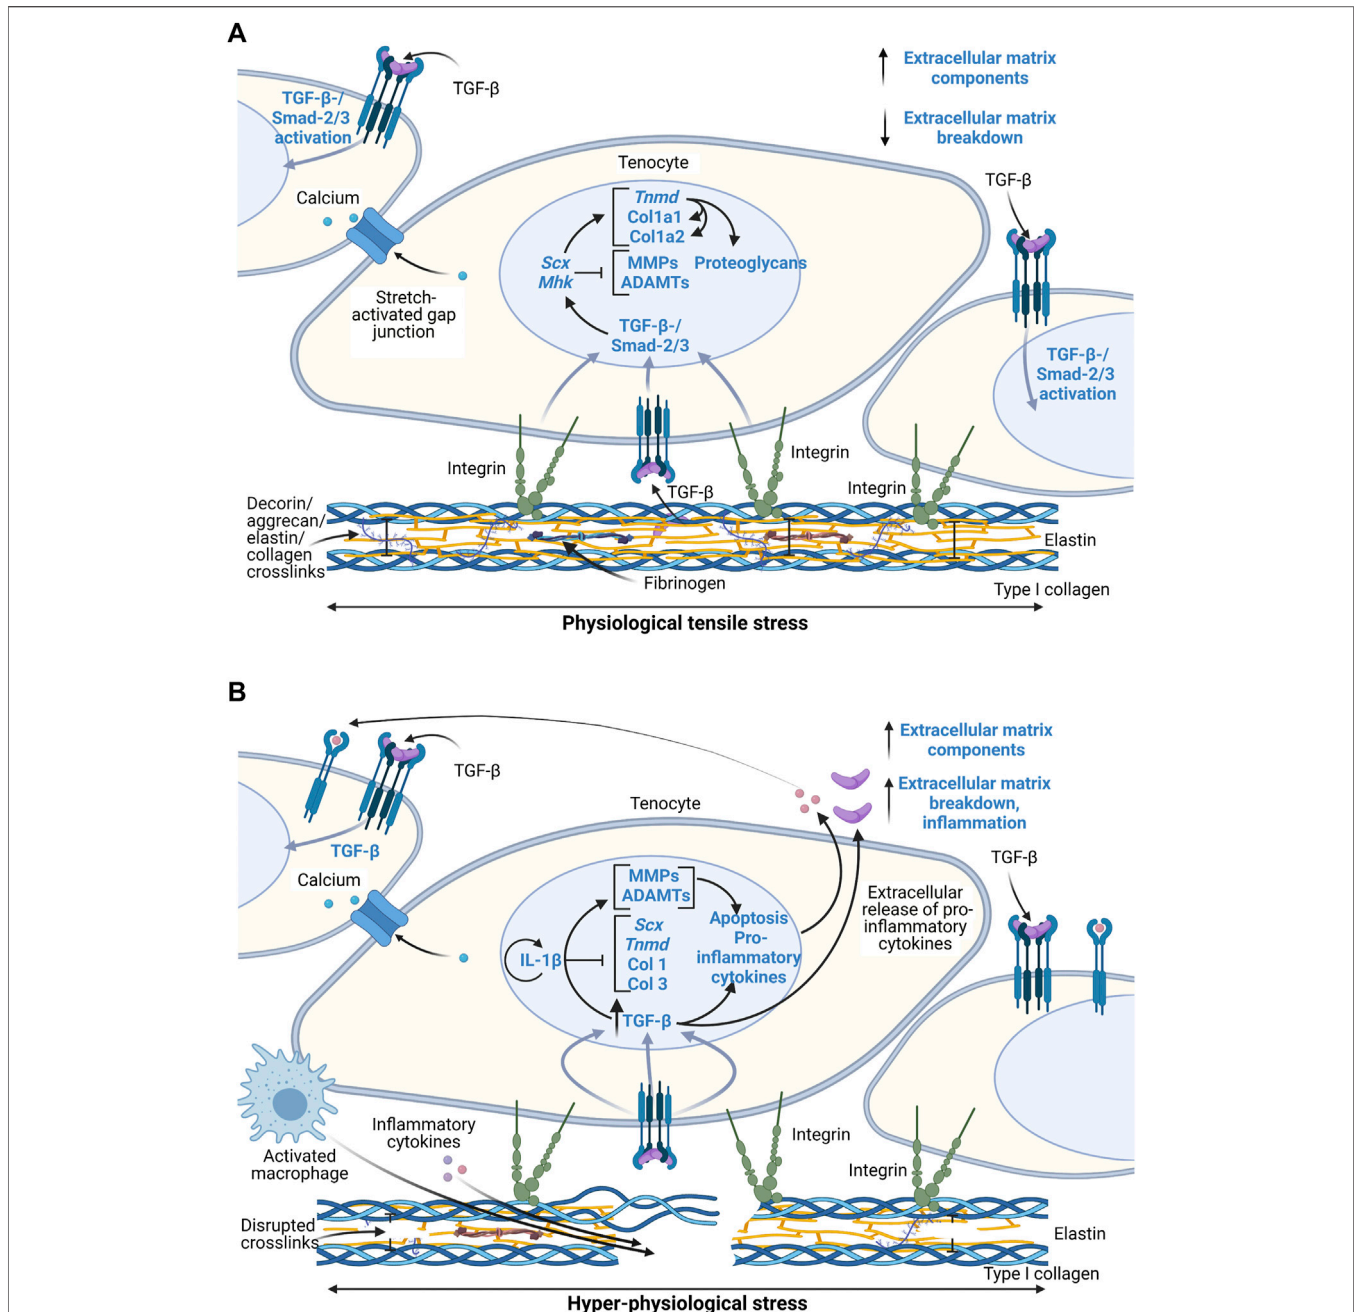 A
TGF-β
TGF-β-/
Smad-2/3
activation
Extracellular matrix
components
Extracellular matrix
breakdown
Tenocyte
TGF-β
Calcium
Tnmd
Col1a1
Col1a2
Scx
Mhk
MMPs
ADAMTs
Proteoglycans
Stretch-
activated gap
junction
TGF-β-/
Smad-2/3
TGF-β-/
Smad-2/3
activation
Integrin
Integrin
Integrin
TGF-β
Decorin/
aggrecan/
elastin/
collagen
crosslinks
Elastin
Fibrinogen
Type I collagen
Physiological tensile stress
B
TGF-β
Extracellular matrix
components
Extracellular matrix
breakdown,
inflammation
Tenocyte
TGF-β
TGF-β
Calcium
MMPs
ADAMTs
Scx
Tnmd
Col 1
Col 3
IL-1β
Apoptosis
Pro-
inflammatory
cytokines
TGF-β
Extracellular
release of pro-
inflammatory
cytokines
Activated
macrophage
Inflammatory
cytokines
Integrin
Integrin
Disrupted
crosslinks
Elastin
Type I collagen
Hyper-physiological stress